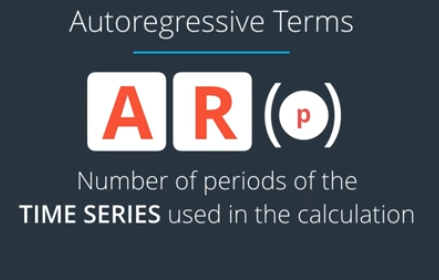 Autoregressive Terms
AR(p)
Number of periods of the
TIME SERIES used in the calculation